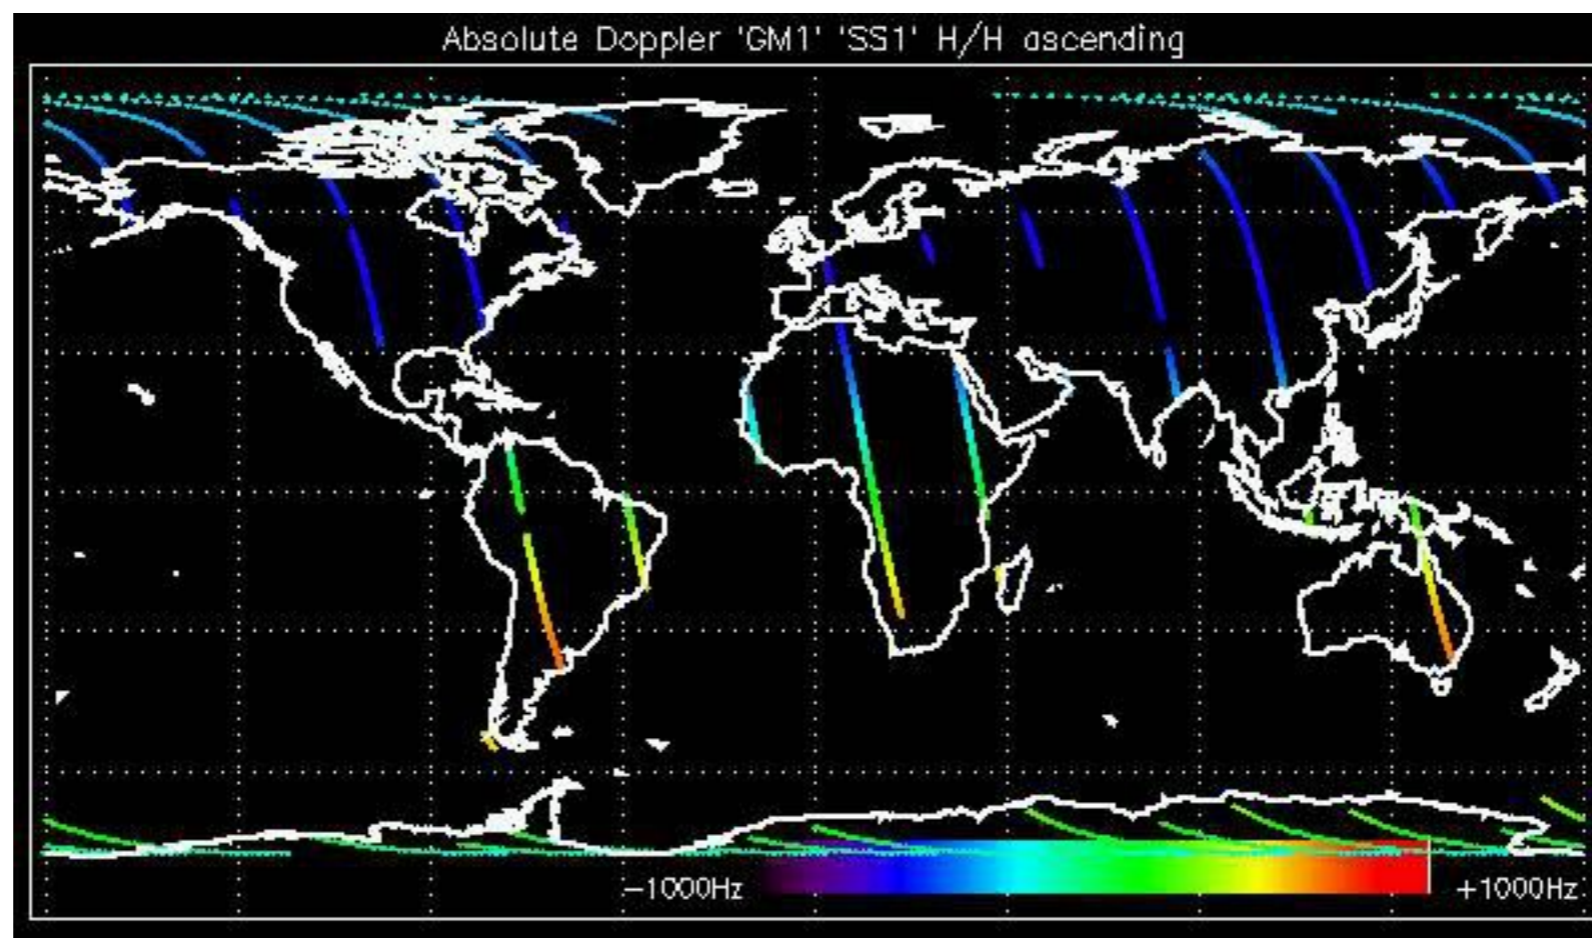 Absolute Doppler 'GM1' 'SS1' H/H ascending
-1000Hz
+1000Hz